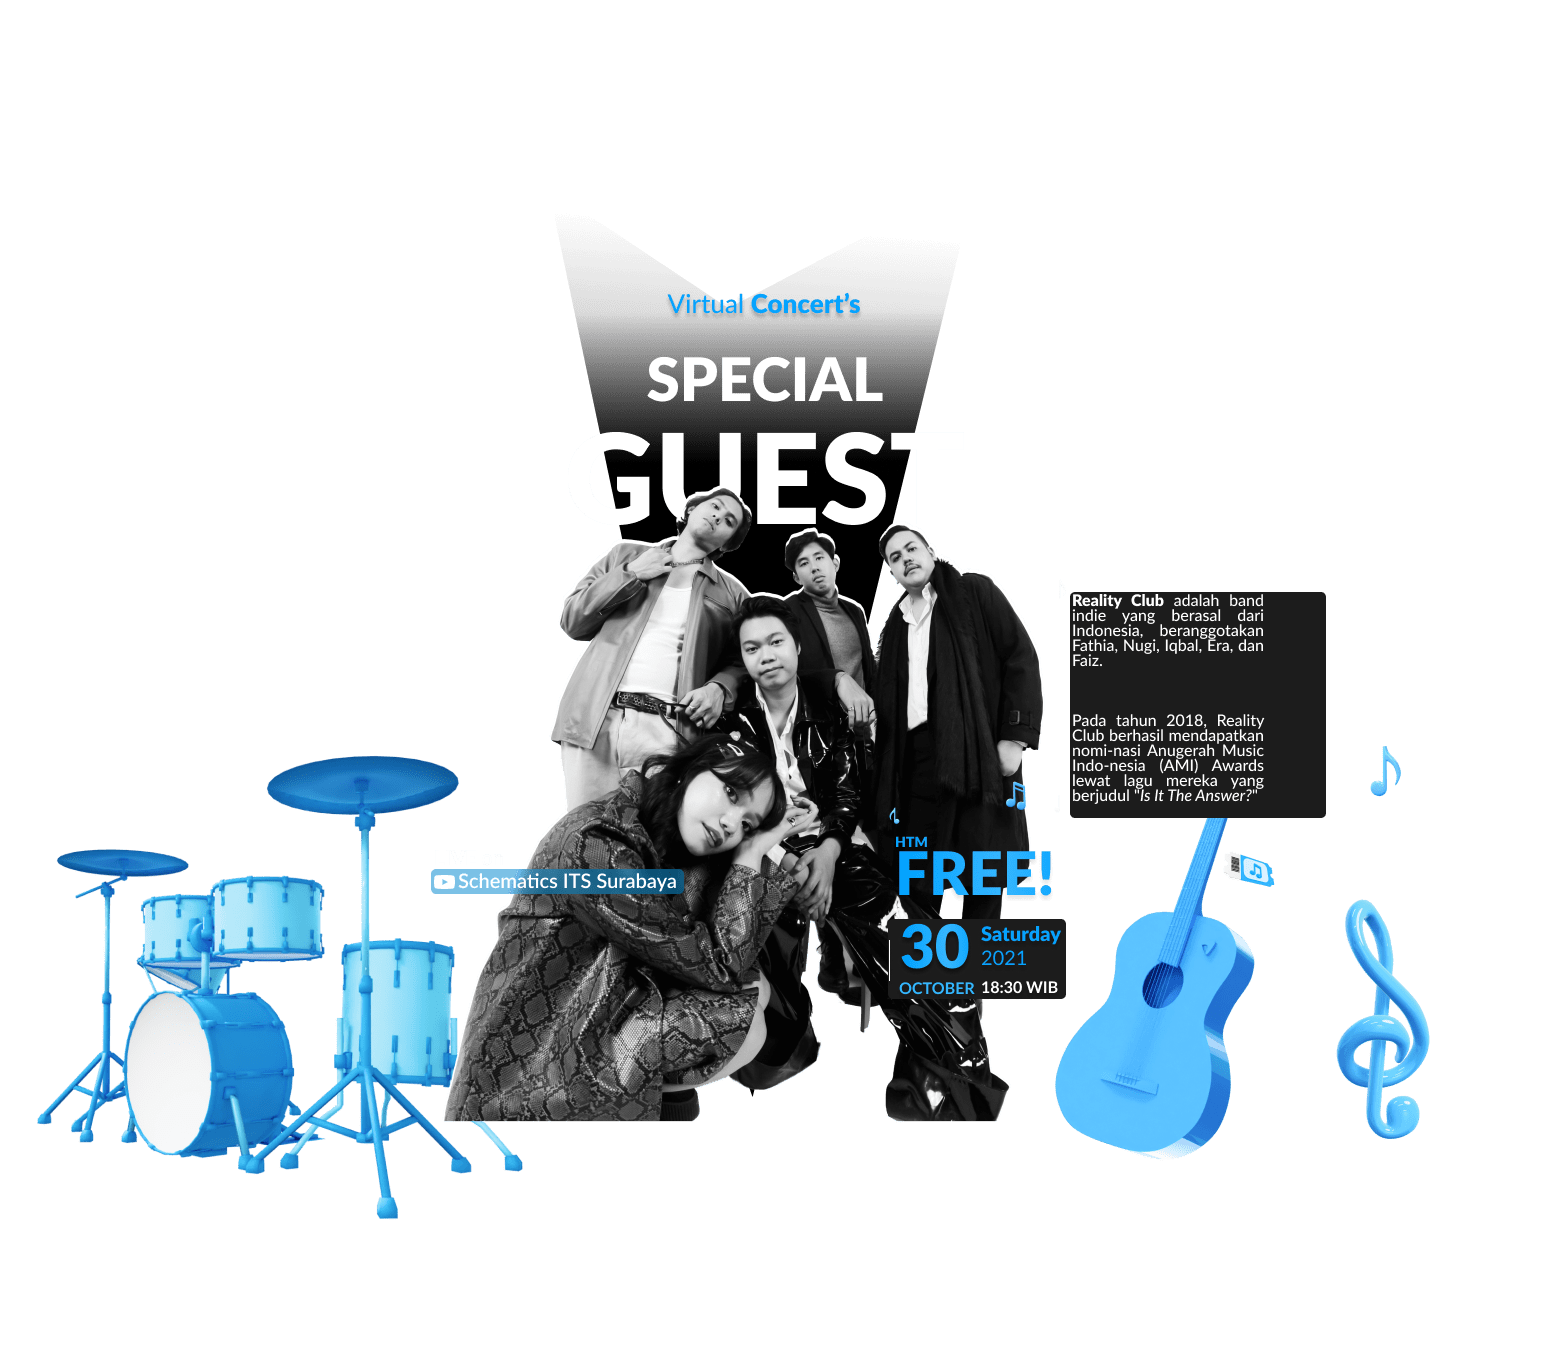 Virtual Concert's
SPECIAL
GUEST
Reality Club adalah band
indie yang berasal dari
Indonesia, beranggotakan
Fathia, Nugi, Iqbal, Era, dan
Faiz.
Pada tahun 2018, Reality
Club berhasil mendapatkan
nomi-nasi Anugerah Music
Indo-nesia (AMI) Awards
lewat lagu mereka yang
berjudul "Is It The Answer?"
Schematics ITS Surabaya
HTM
FREE!
30 Saturday
2021
OCTOBER 18:30 WIB